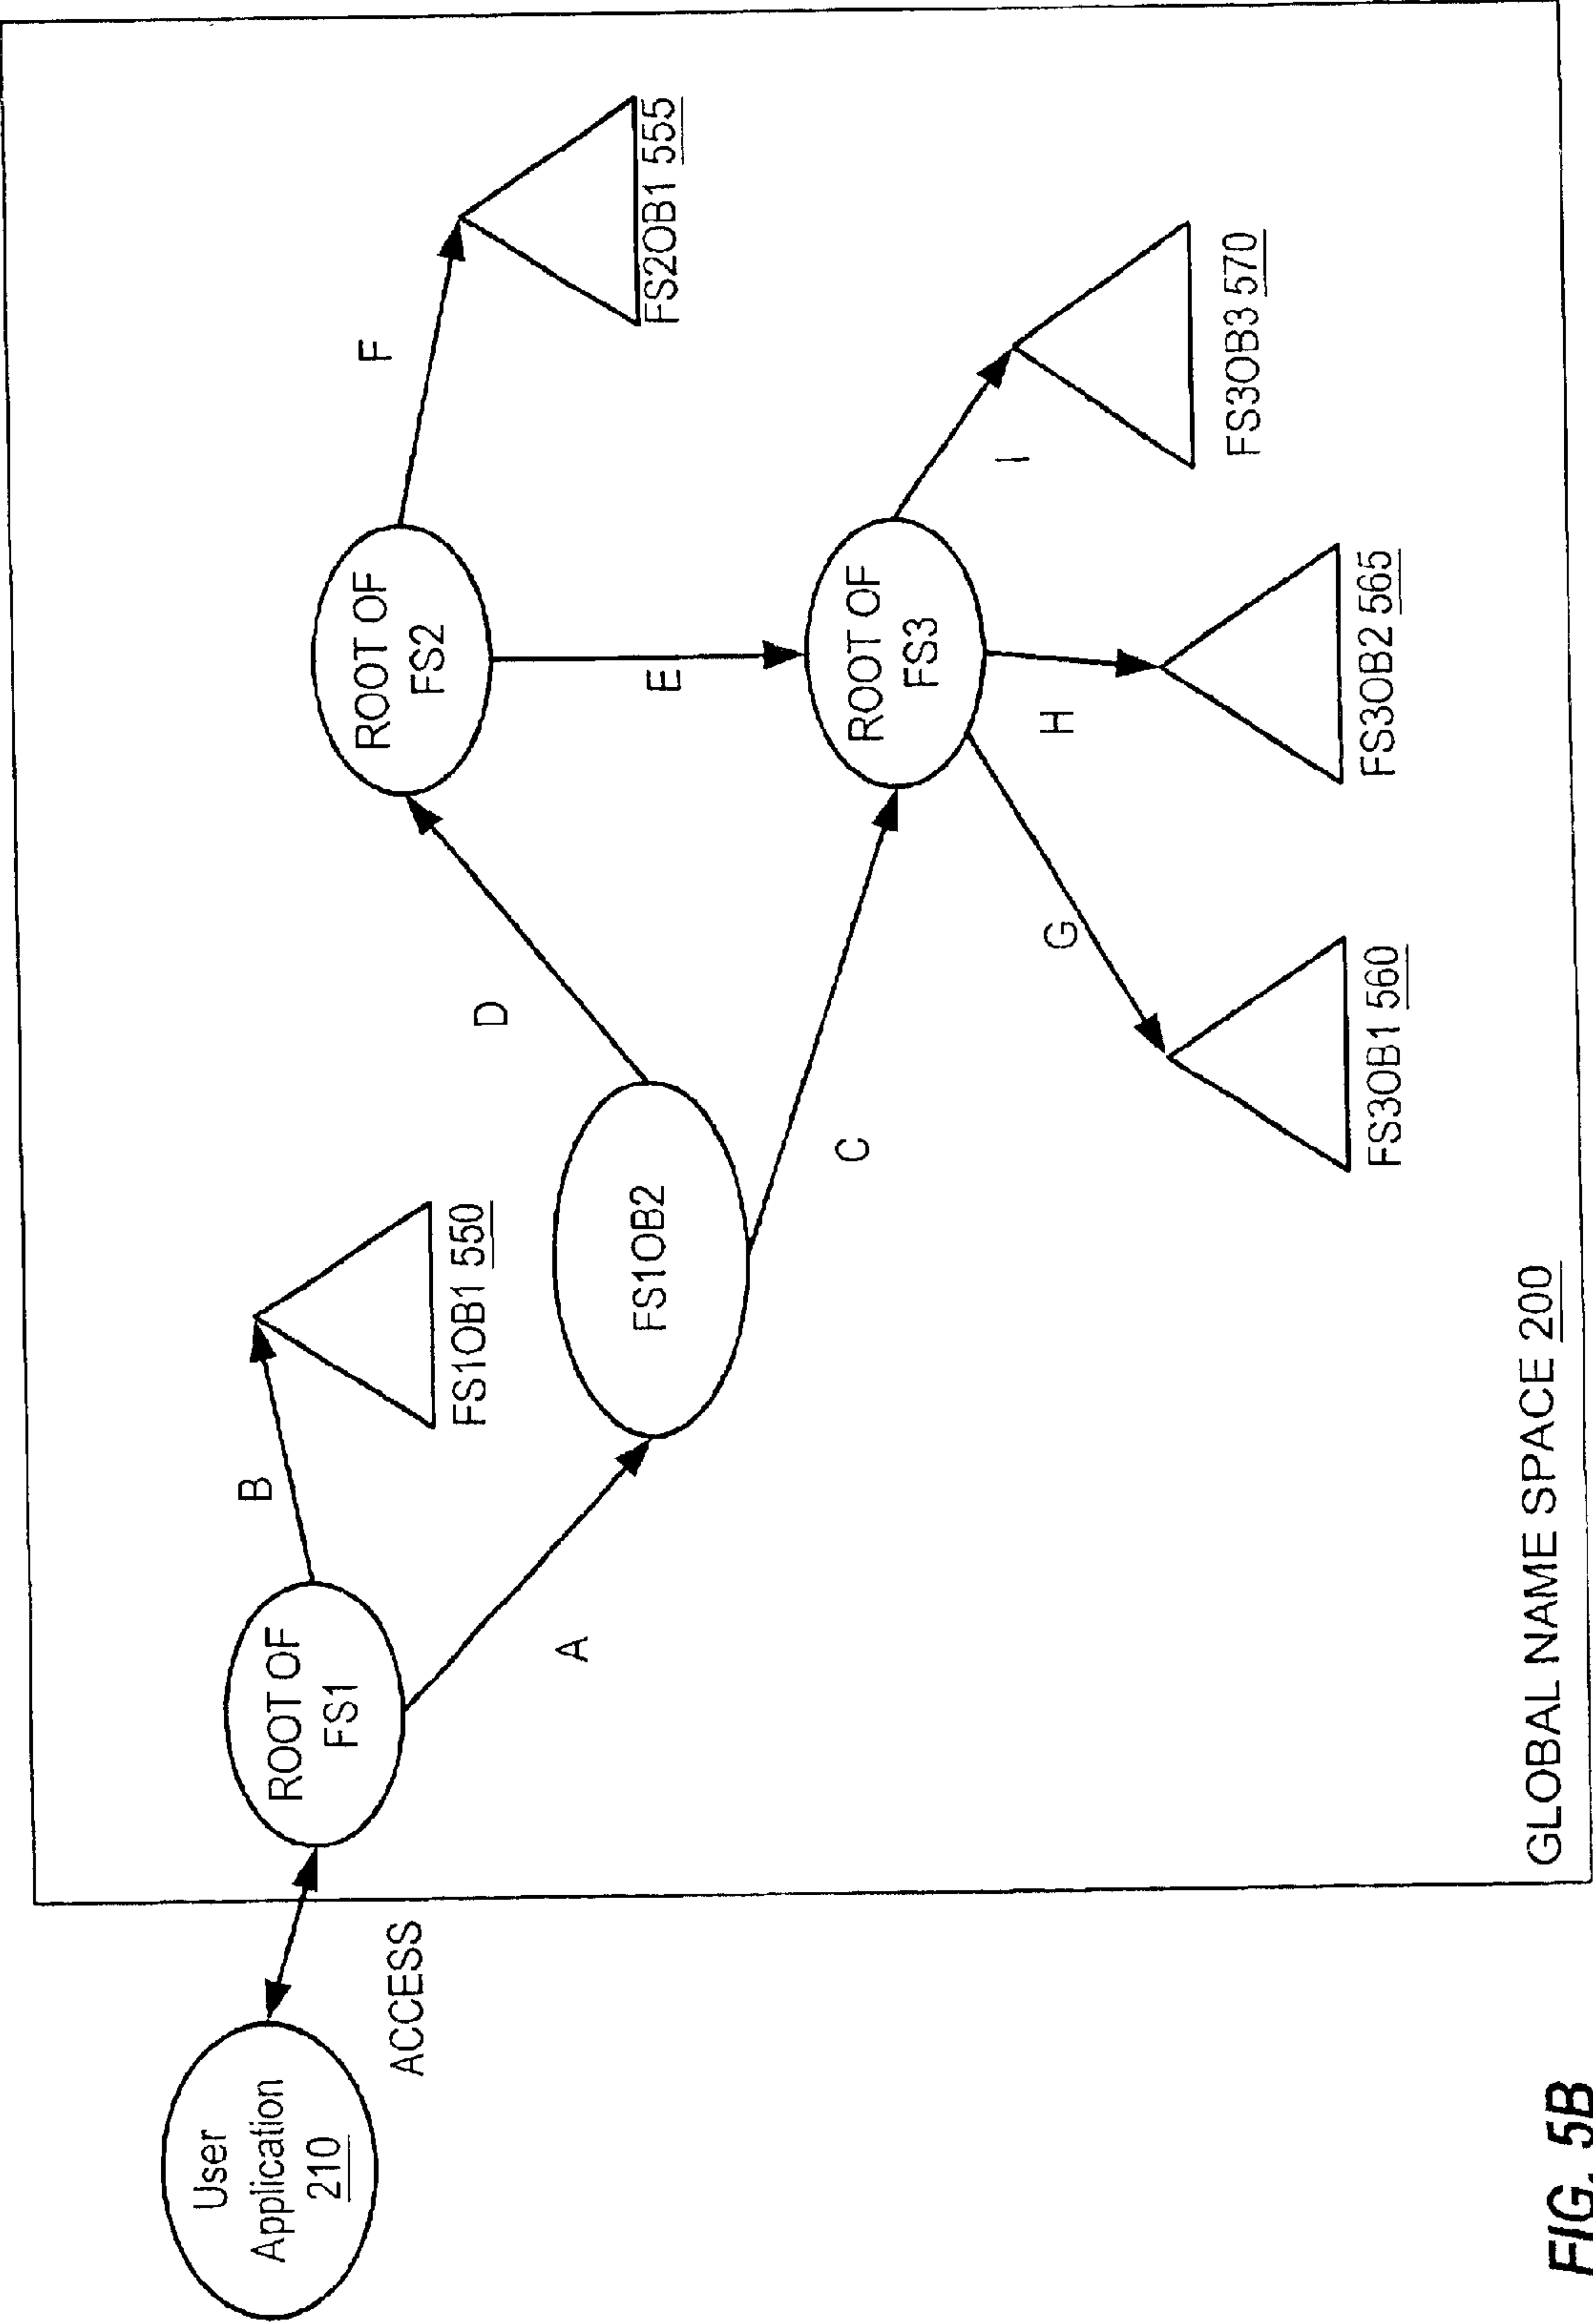 User
Application
210
ACCESS
ROOT OF
FS1
B
A
FS1OB1 550
FS1OB2
D
C
ROOT OF
FS2
F
FS2OB1 555
E
ROOT OF
FS3
G
H
I
FS3OB1 560
FS3OB2 565
FS3OB3 570
GLOBAL NAME SPACE 200
FIG. 5B